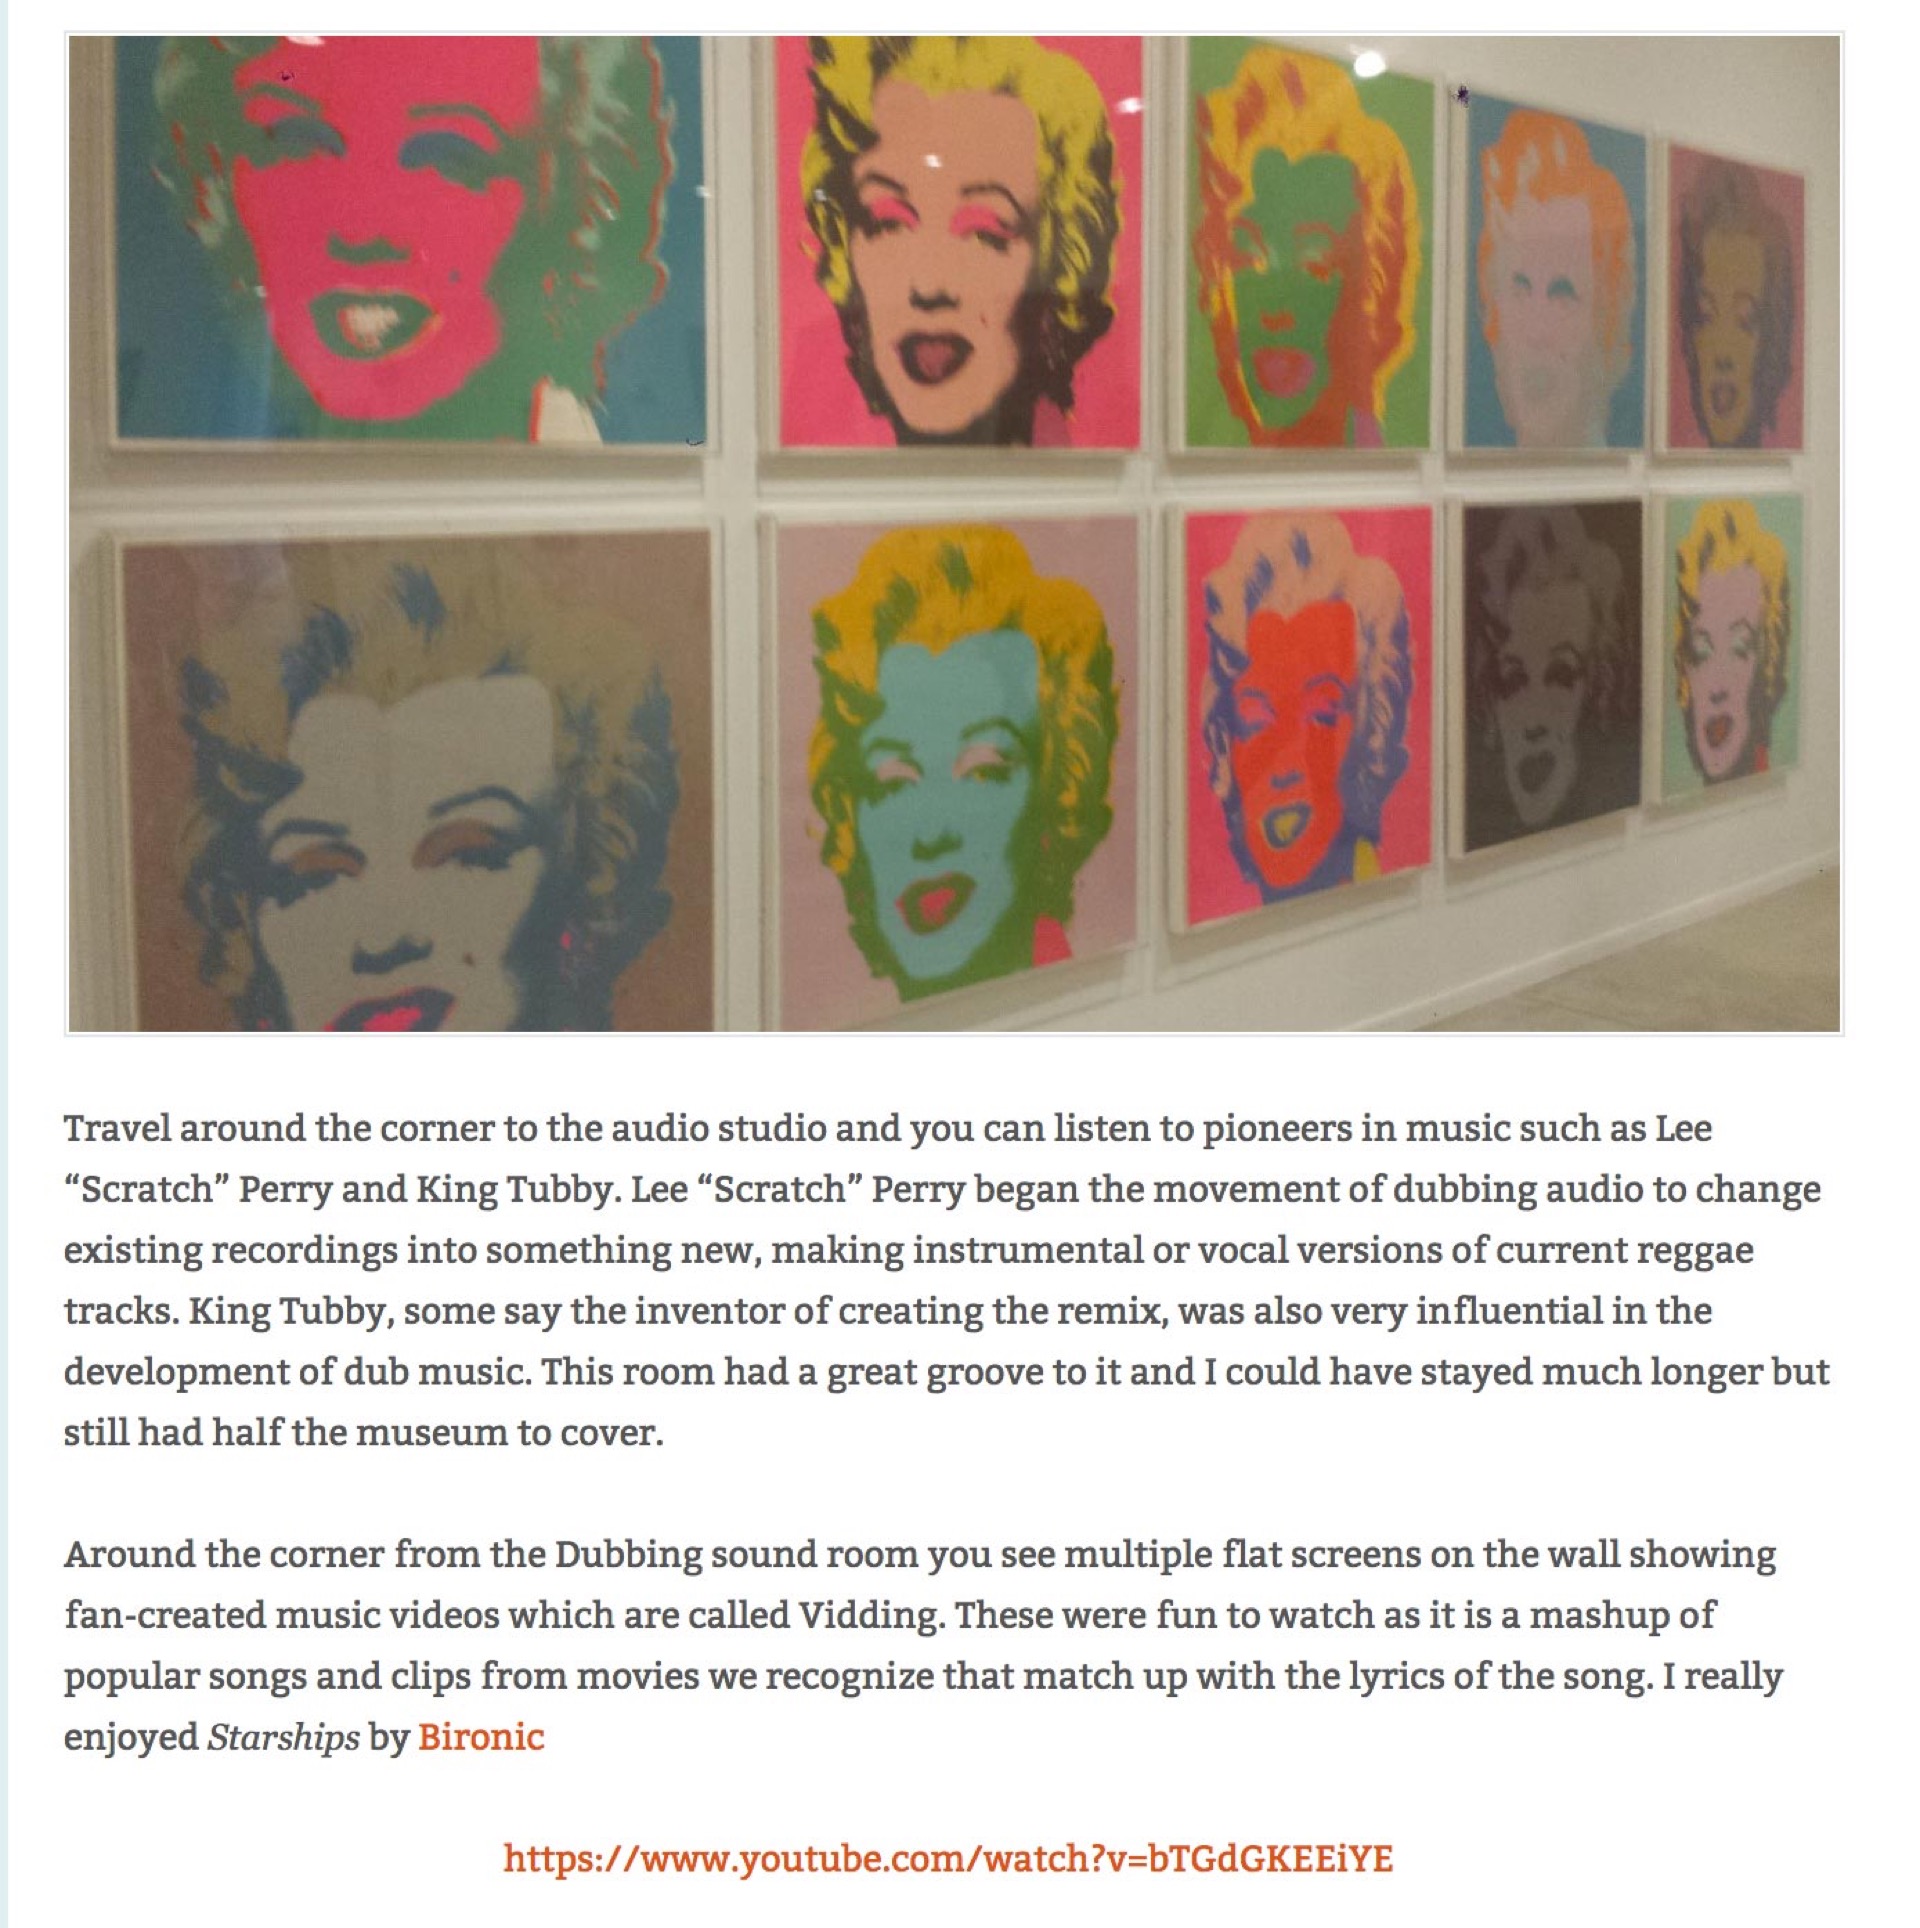 Travel around the corner to the audio studio and you can listen to pioneers in music such as Lee
“Scratch” Perry and King Tubby. Lee “Scratch” Perry began the movement of dubbing audio to change
existing recordings into something new, making instrumental or vocal versions of current reggae
tracks. King Tubby, some say the inventor of creating the remix, was also very influential in the
development of dub music. This room had a great groove to it and I could have stayed much longer but
still had half the museum to cover.
Around the corner from the Dubbing sound room you see multiple flat screens on the wall showing
fan-created music videos which are called Vidding. These were fun to watch as it is a mashup of
popular songs and clips from movies we recognize that match up with the lyrics of the song. I really
enjoyed Starships by Bironic
https://www.youtube.com/watch?v=bTGdGKEEiYE